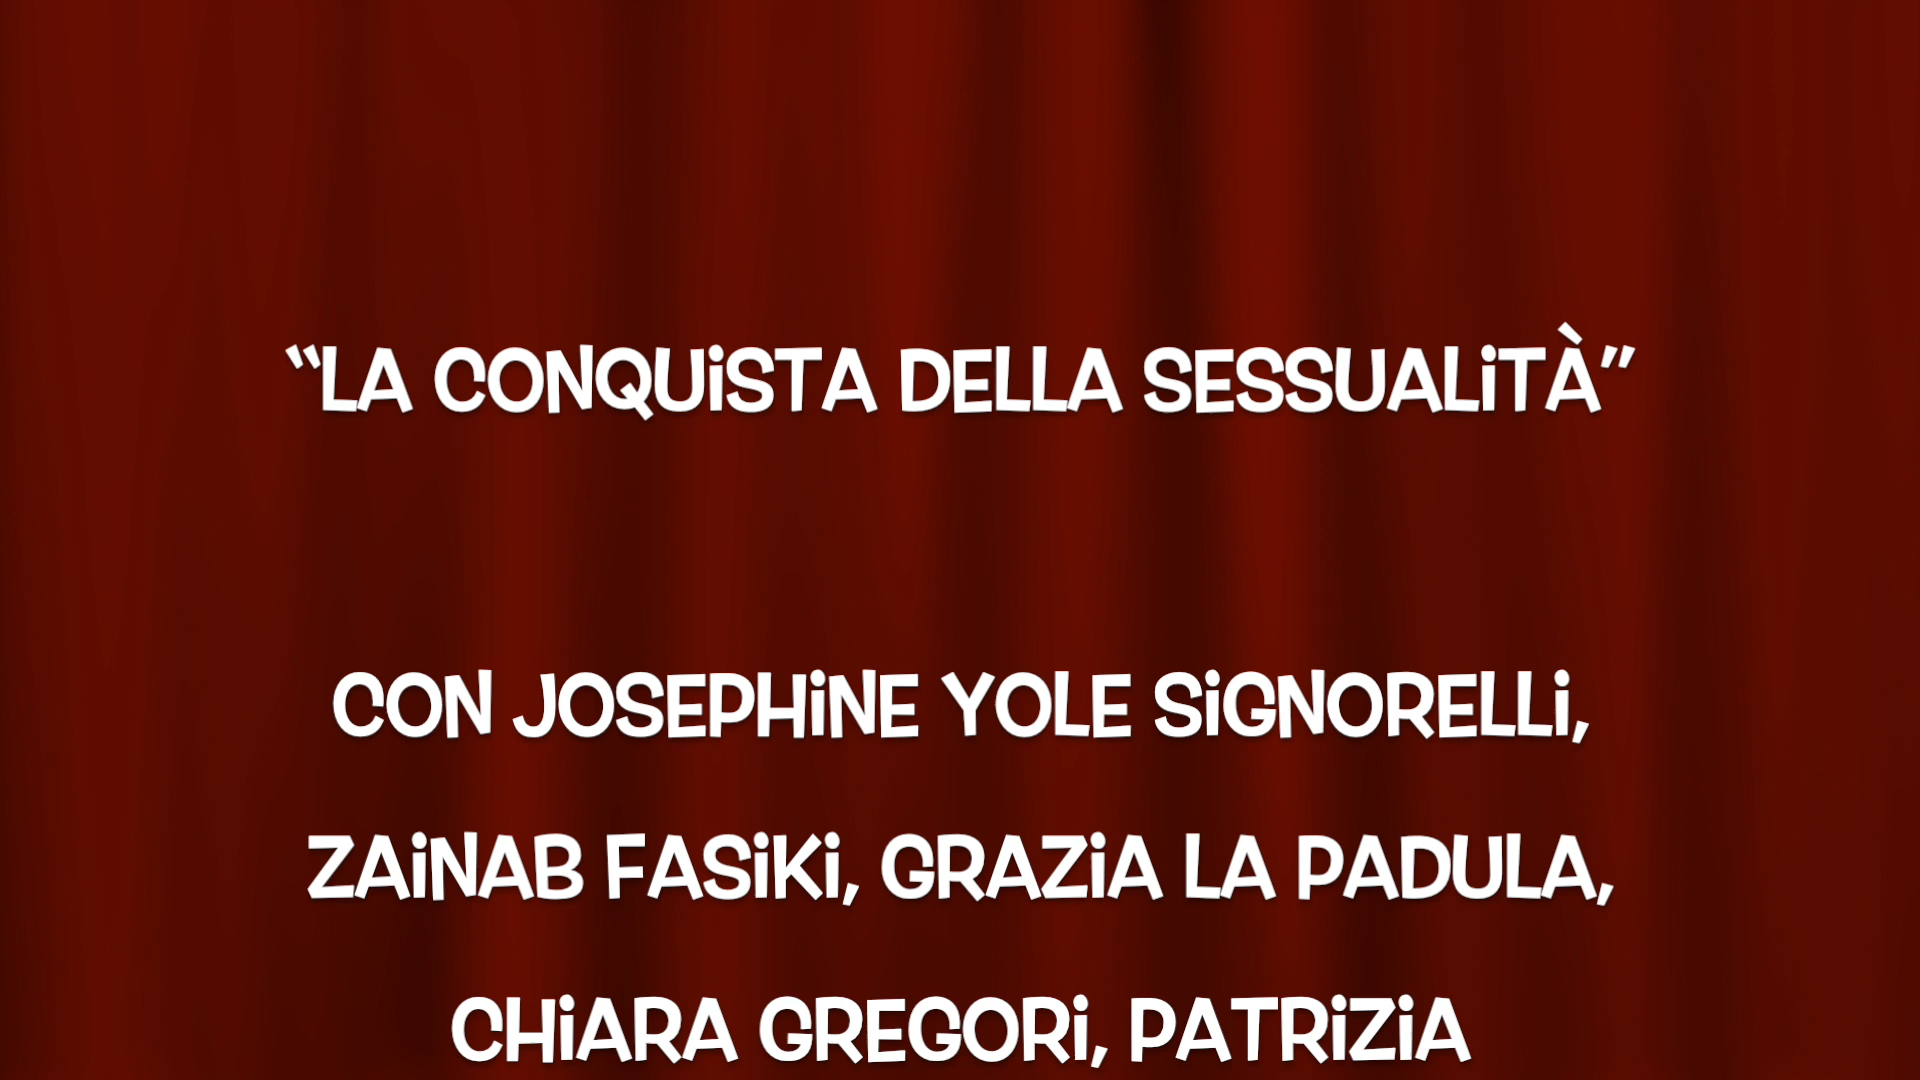 “LA CONQUiSTA DELLA SESSUALiTÀ”
CON JOSEPHiNE YOLE SiGNORELLi,
ZAiNAB FASiKi, GRAZiA LA PADULA,
CHiARA GREGORi, PATRiZiA